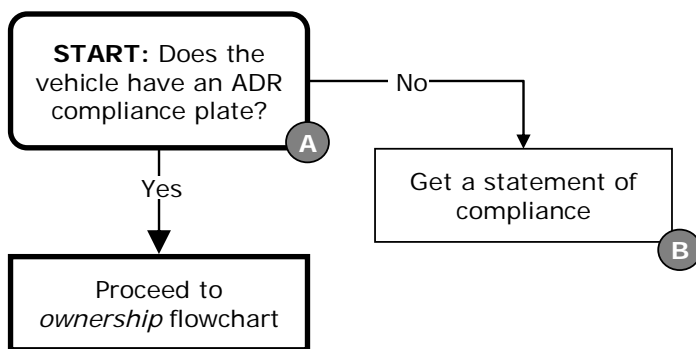 START: Does the
vehicle have an ADR
compliance plate?
A
No
Yes
Get a statement of
compliance
B
Proceed to
ownership flowchart